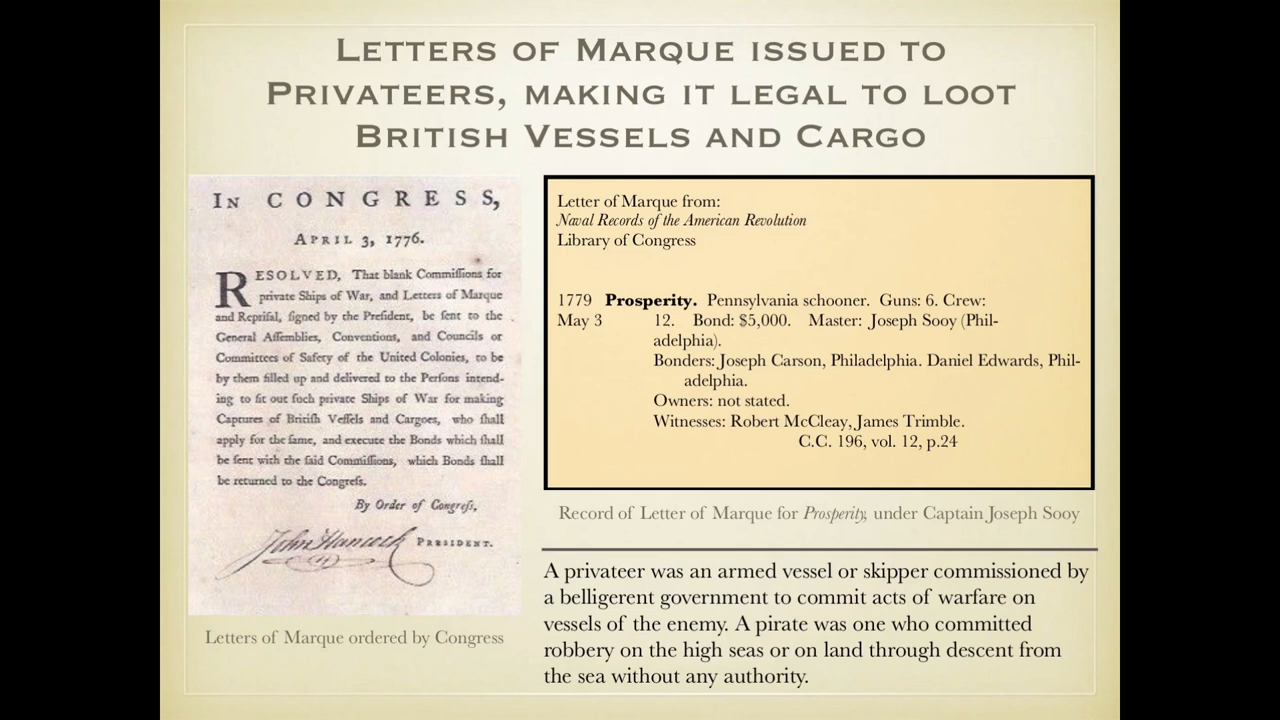 LETTERS OF MARQUE ISSUED TO
PRIVATEERS, MAKING IT LEGAL TO LOOT
BRITISH VESSELS AND CARGO
IN CONGRESS,
APRIL 3, 1776.
RESOLVED, That blank Commiſſions for
private Ships of War, and Letters of Marque
and Repriſal, ſigned by the Preſident, be ſent to the
General Aſſemblies, Conventions, and Councils or
Committees of Safety of the United Colonies, to be
by them filled up and delivered to the Perſons intend-
ing to fit out ſuch private Ships of War for making
Captures of Britiſh Veſſels and Cargoes, who ſhall
apply for the ſame, and execute the Bonds which ſhall
be ſent with the ſaid Commiſſions, which Bonds ſhall
be returned to the Congreſs.
By Order of Congreſs,
John Hancock PRESIDENT.
Letters of Marque ordered by Congress
Letter of Marque from:
Naval Records of the American Revolution
Library of Congress
1779 Prosperity. Pennsylvania schooner. Guns: 6. Crew:
May 3 12. Bond: $5,000. Master: Joseph Sooy (Phil-
adelphia).
Bonders: Joseph Carson, Philadelphia. Daniel Edwards, Phil-
adelphia.
Owners: not stated.
Witnesses: Robert McCleay, James Trimble.
C.C. 196, vol. 12, p.24
Record of Letter of Marque for Prosperity, under Captain Joseph Sooy
A privateer was an armed vessel or skipper commissioned by
a belligerent government to commit acts of warfare on
vessels of the enemy. A pirate was one who committed
robbery on the high seas or on land through descent from
the sea without any authority.